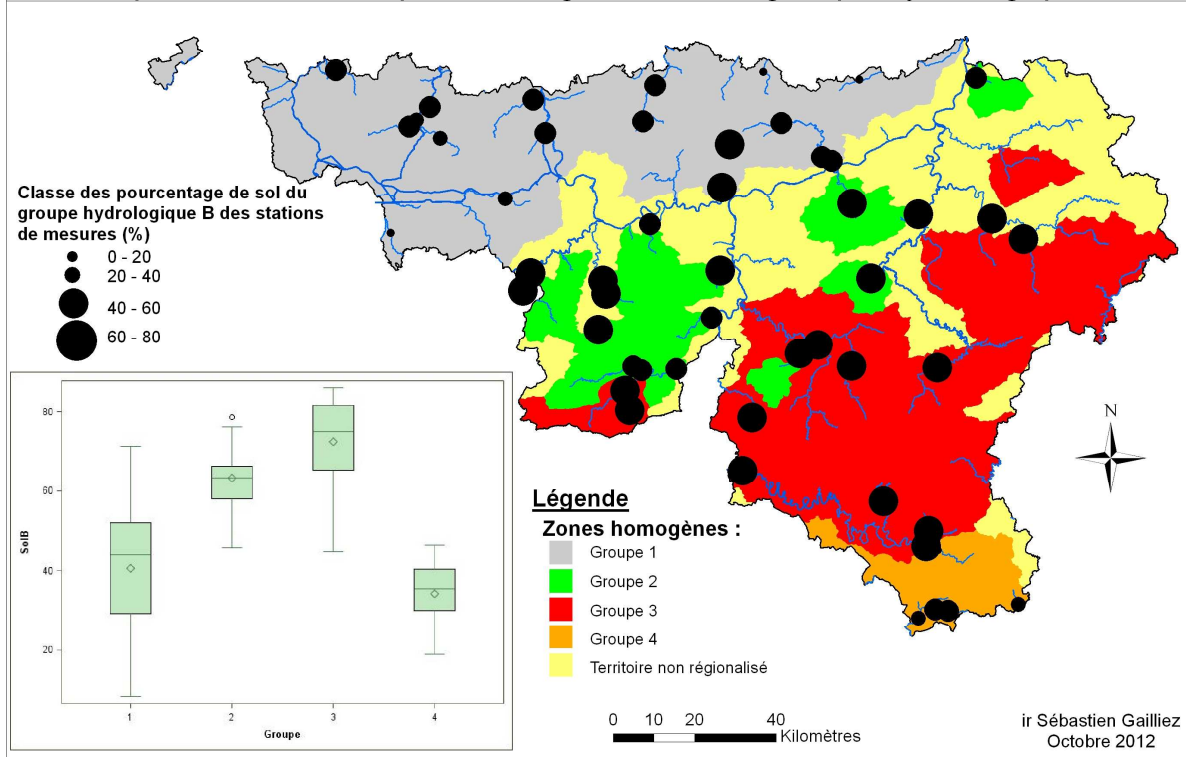 Classe des pourcentage de sol du
groupe hydrologique B des stations
de mesures (%)
0 - 20
20 - 40
40 - 60
60 - 80
SolB
80
60
40
20
1
2
3
4
Groupe
Légende
Zones homogènes :
Groupe 1
Groupe 2
Groupe 3
Groupe 4
Territoire non régionalisé
N
0 10 20 40
Kilomètres
ir Sébastien Gailliez
Octobre 2012